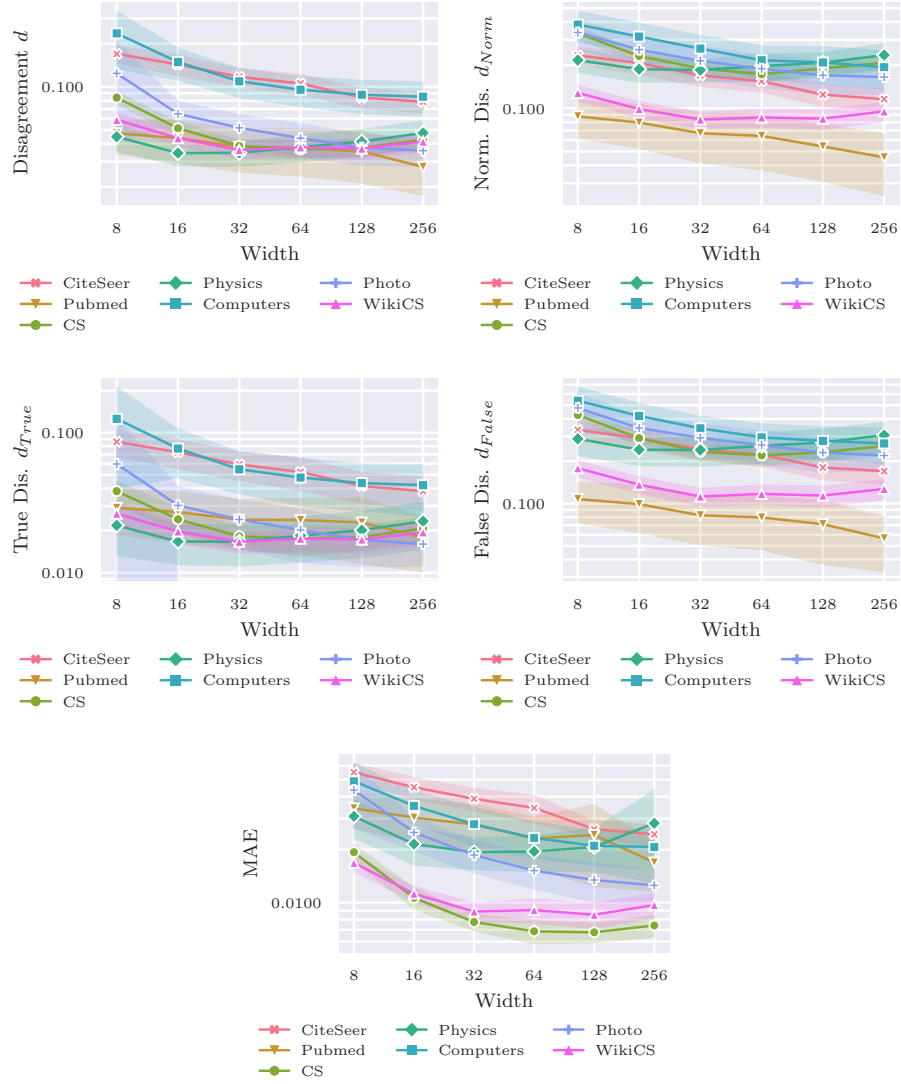 Disagreement d
0.100
8 16 32 64 128 256
Width
CiteSeer Physics Photo
Pubmed Computers WikiCS
CS
Norm. Dis. d_Norm
0.100
8 16 32 64 128 256
Width
CiteSeer Physics Photo
Pubmed Computers WikiCS
CS
True Dis. d_True
0.100
0.010
8 16 32 64 128 256
Width
CiteSeer Physics Photo
Pubmed Computers WikiCS
CS
False Dis. d_False
0.100
8 16 32 64 128 256
Width
CiteSeer Physics Photo
Pubmed Computers WikiCS
CS
MAE
0.0100
8 16 32 64 128 256
Width
CiteSeer Physics Photo
Pubmed Computers WikiCS
CS